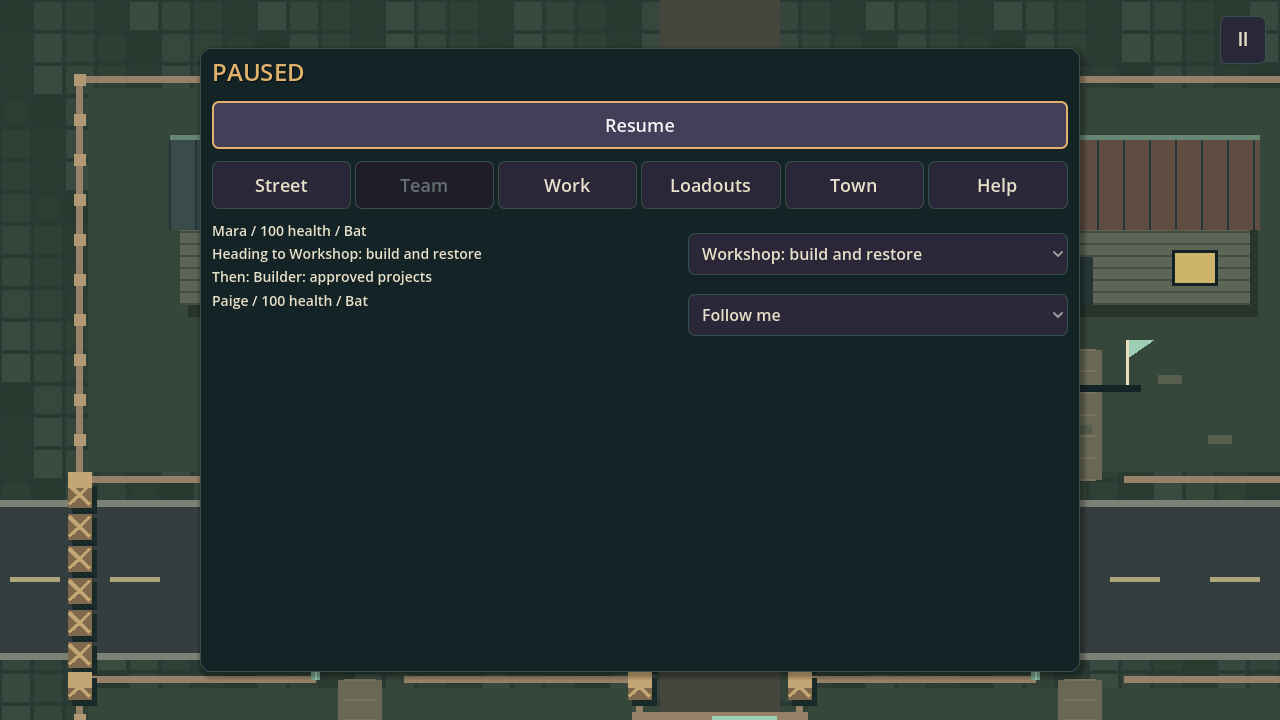 PAUSED
Resume
Street Team Work Loadouts Town Help
Mara / 100 health / Bat
Heading to Workshop: build and restore
Then: Builder: approved projects
Workshop: build and restore
Paige / 100 health / Bat
Follow me